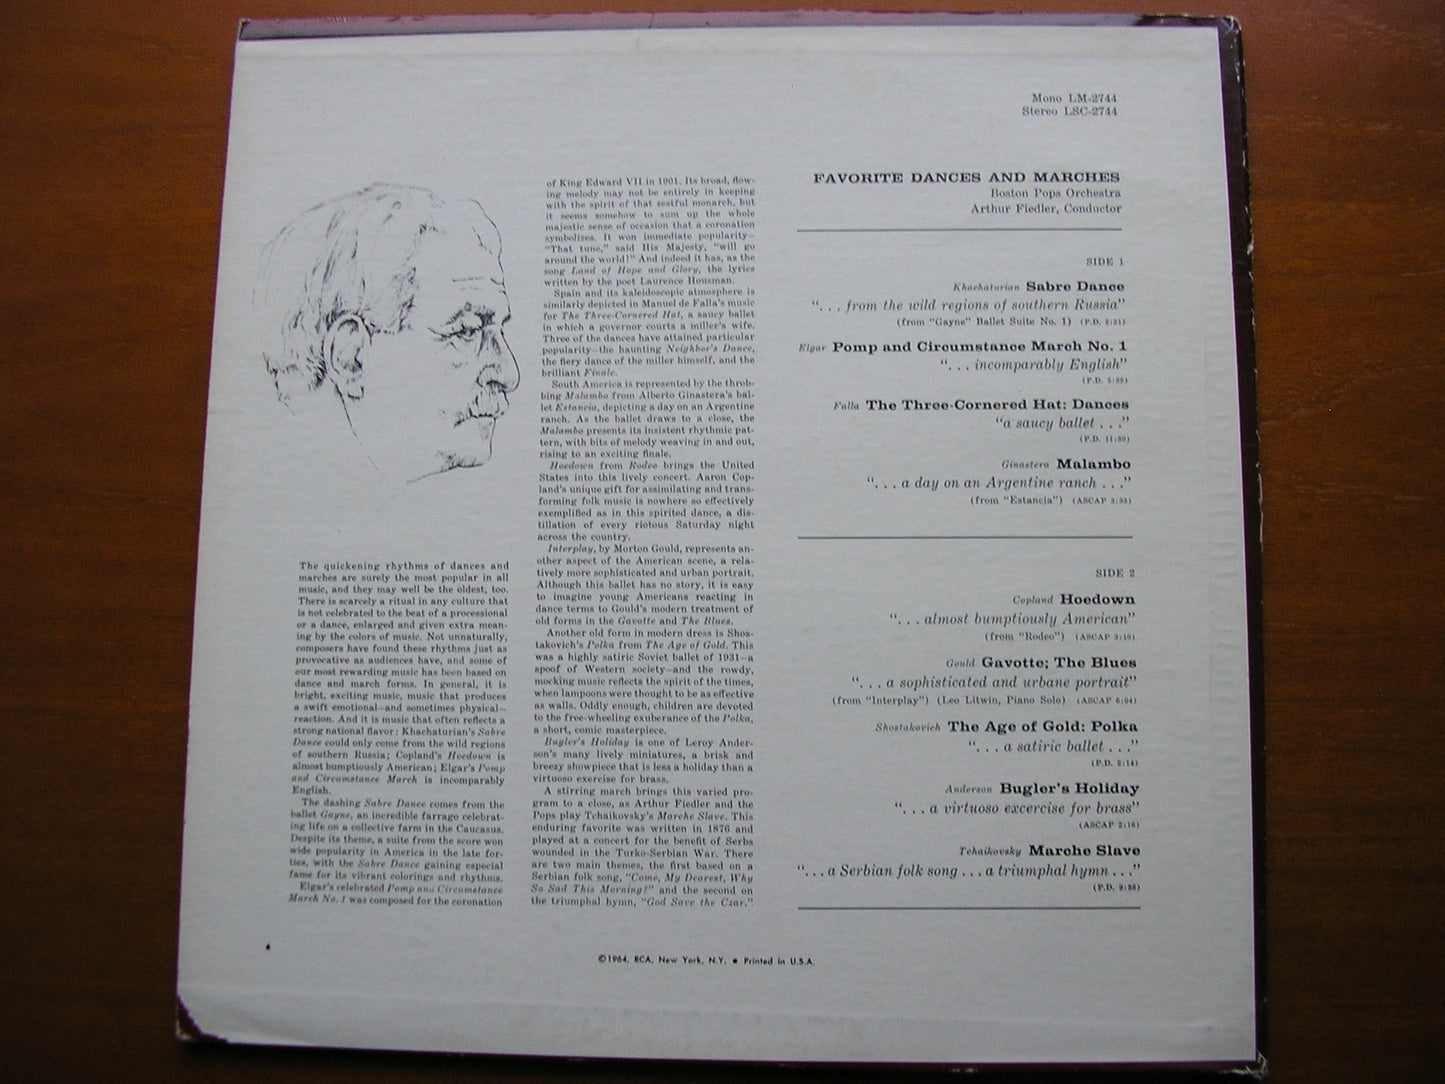 Mono LM-2744
Stereo LSC-2744
The quickening rhythms of dances and
marches are surely the most popular in all
music, and they may well be the oldest, too.
There is scarcely a ritual in any culture that
is not celebrated to the beat of a processional
or a dance, enlarged and given extra mean-
ing by the colors of music. Not unnaturally,
composers have found these rhythms just as
provocative as audiences have, and some of
our most rewarding music has been based on
dance and march forms. In general, it is
bright, exciting music, music that produces
a swift emotional—and sometimes physical—
reaction. And it is music that often reflects a
strong national flavor: Khachaturian's Sabre
Dance could only come from the wild regions
of southern Russia; Copland's Hoedown is
almost bumptiously American; Elgar's Pomp
and Circumstance March is incomparably
English.
The dashing Sabre Dance comes from the
ballet Gayne, an incredible farrago celebrat-
ing life on a collective farm in the Caucasus.
Despite its theme, a suite from the score won
wide popularity in America in the late for-
ties, with the Sabre Dance gaining especial
fame for its vibrant colorings and rhythms.
Elgar's celebrated Pomp and Circumstance
March No. 1 was composed for the coronation
of King Edward VII in 1901. Its broad, flow-
ing melody may not be entirely in keeping
with the spirit of that zestful monarch, but
it seems somehow to sum up the whole
majestic sense of occasion that a coronation
symbolizes. It won immediate popularity—
"That tune," said His Majesty, "will go
around the world!" And indeed it has, as the
song Land of Hope and Glory, the lyrics
written by the poet Laurence Housman.
Spain and its kaleidoscopic atmosphere is
similarly depicted in Manuel de Falla's music
for The Three-Cornered Hat, a saucy ballet
in which a governor courts a miller's wife.
Three of the dances have attained particular
popularity—the haunting Neighbor's Dance,
the fiery dance of the miller himself, and the
brilliant Finale.
South America is represented by the throb-
bing Malambo from Alberto Ginastera's bal-
let Estancia, depicting a day on an Argentine
ranch. As the ballet draws to a close, the
Malambo presents its insistent rhythmic pat-
tern, with bits of melody weaving in and out,
rising to an exciting finale.
Hoedown from Rodeo brings the United
States into this lively concert. Aaron Cop-
land's unique gift for assimilating and trans-
forming folk music is nowhere so effectively
exemplified as in this spirited dance, a dis-
tillation of every riotous Saturday night
across the country.
Interplay, by Morton Gould, represents an-
other aspect of the American scene, a rela-
tively more sophisticated and urban portrait.
Although this ballet has no story, it is easy
to imagine young Americans reacting in
dance terms to Gould's modern treatment of
old forms in the Gavotte and The Blues.
Another old form in modern dress is Shos-
takovich's Polka from The Age of Gold. This
was a highly satiric Soviet ballet of 1931—a
spoof of Western society—and the rowdy,
mocking music reflects the spirit of the times,
when lampoons were thought to be as effective
as walls. Oddly enough, children are devoted
to the free-wheeling exuberance of the Polka,
a short, comic masterpiece.
Bugler's Holiday is one of Leroy Ander-
son's many lively miniatures, a brisk and
breezy showpiece that is less a holiday than a
virtuoso exercise for brass.
A stirring march brings this varied pro-
gram to a close, as Arthur Fiedler and the
Pops play Tchaikovsky's Marche Slave. This
enduring favorite was written in 1876 and
played at a concert for the benefit of Serbs
wounded in the Turko-Serbian War. There
are two main themes, the first based on a
Serbian folk song, "Come, My Dearest, Why
So Sad This Morning?" and the second on
the triumphal hymn, "God Save the Czar."
FAVORITE DANCES AND MARCHES
Boston Pops Orchestra
Arthur Fiedler, Conductor
SIDE 1
Khachaturian Sabre Dance
". . . from the wild regions of southern Russia"
(from "Gayne" Ballet Suite No. 1) (P.D. 2:21)
Elgar Pomp and Circumstance March No. 1
". . . incomparably English"
(P.D. 5:35)
Falla The Three-Cornered Hat: Dances
"a saucy ballet . . ."
(P.D. 11:30)
Ginastera Malambo
". . . a day on an Argentine ranch . . ."
(from "Estancia") (ASCAP 3:33)
SIDE 2
Copland Hoedown
". . . almost bumptiously American"
(from "Rodeo") (ASCAP 3:10)
Gould Gavotte; The Blues
". . . a sophisticated and urbane portrait"
(from "Interplay") (Leo Litwin, Piano Solo) (ASCAP 6:04)
Shostakovich The Age of Gold: Polka
". . . a satiric ballet . . ."
(P.D. 2:14)
Anderson Bugler's Holiday
". . . a virtuoso excercise for brass"
(ASCAP 2:16)
Tchaikovsky Marche Slave
". . . a Serbian folk song . . . a triumphal hymn . . ."
(P.D. 9:38)
©1964, RCA, New York, N.Y. • Printed in U.S.A.